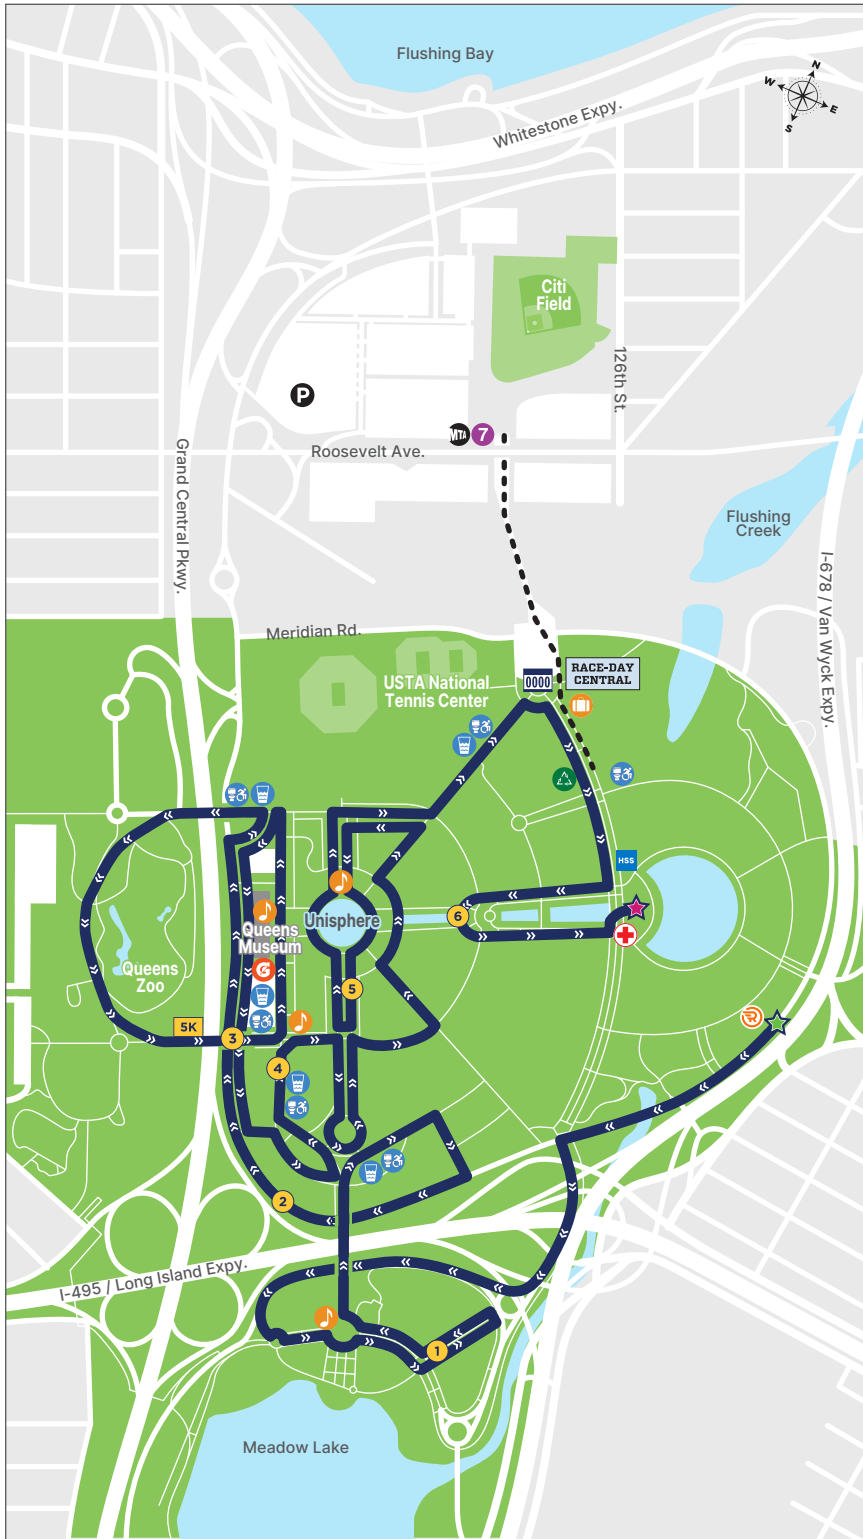 Flushing Bay
N
W
E
S
Whitestone Expy.
Citi
Field
126th St.
P
MTA
7
Roosevelt Ave.
Grand Central Pkwy.
Flushing
Creek
I-678 / Van Wyck Expy.
Meridian Rd.
RACE-DAY
CENTRAL
0000
USTA National
Tennis Center
HSS
6
Unisphere
Queens
Museum
Queens
Zoo
G
5
5K
3
R
4
2
I-495 / Long Island Expy.
1
Meadow Lake